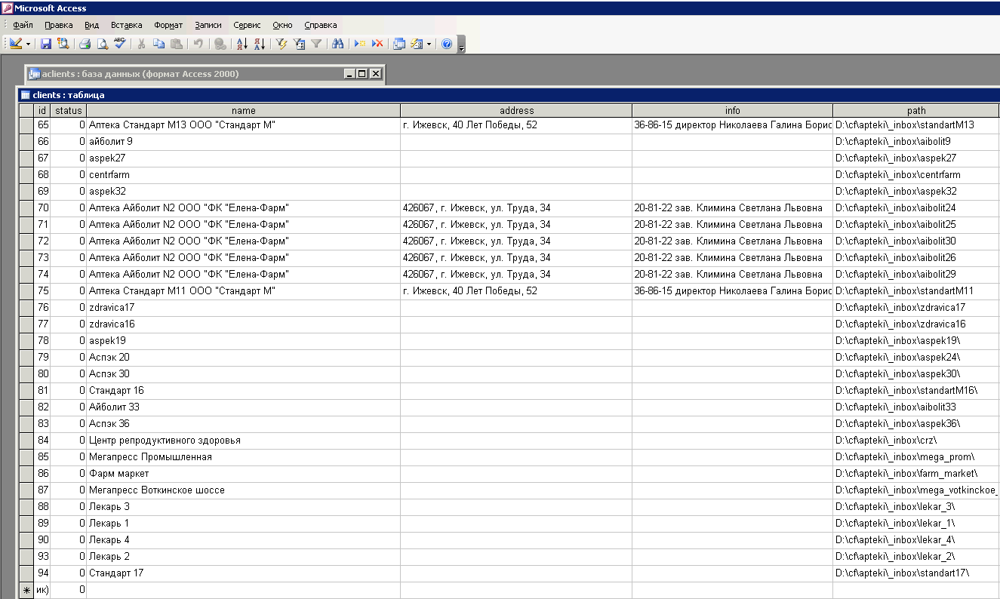 Microsoft Access
Файл Правка Вид Вставка Формат Записи Сервис Окно Справка
aclients : база данных (формат Access 2000)
clients : таблица
id status name address info path
65 0 Аптека Стандарт М13 ООО "Стандарт М" г. Ижевск, 40 Лет Победы, 52 36-86-15 директор Николаева Галина Борис D:\cf\apteki\_inbox\standartM13
66 0 айболит 9 D:\cf\apteki\_inbox\aibolit9
67 0 aspek27 D:\cf\apteki\_inbox\aspek27
68 0 centrfarm D:\cf\apteki\_inbox\centrfarm
69 0 aspek32 D:\cf\apteki\_inbox\aspek32
70 0 Аптека Айболит N2 ООО "ФК "Елена-Фарм" 426067, г. Ижевск, ул. Труда, 34 20-81-22 зав. Климина Светлана Львовна D:\cf\apteki\_inbox\aibolit24
71 0 Аптека Айболит N2 ООО "ФК "Елена-Фарм" 426067, г. Ижевск, ул. Труда, 34 20-81-22 зав. Климина Светлана Львовна D:\cf\apteki\_inbox\aibolit25
72 0 Аптека Айболит N2 ООО "ФК "Елена-Фарм" 426067, г. Ижевск, ул. Труда, 34 20-81-22 зав. Климина Светлана Львовна D:\cf\apteki\_inbox\aibolit30
73 0 Аптека Айболит N2 ООО "ФК "Елена-Фарм" 426067, г. Ижевск, ул. Труда, 34 20-81-22 зав. Климина Светлана Львовна D:\cf\apteki\_inbox\aibolit26
74 0 Аптека Айболит N2 ООО "ФК "Елена-Фарм" 426067, г. Ижевск, ул. Труда, 34 20-81-22 зав. Климина Светлана Львовна D:\cf\apteki\_inbox\aibolit29
75 0 Аптека Стандарт М11 ООО "Стандарт М" г. Ижевск, 40 Лет Победы, 52 36-86-15 директор Николаева Галина Борис D:\cf\apteki\_inbox\standartM11
76 0 zdravica17 D:\cf\apteki\_inbox\zdravica17
77 0 zdravica16 D:\cf\apteki\_inbox\zdravica16
78 0 aspek19 D:\cf\apteki\_inbox\aspek19\
79 0 Аспэк 20 D:\cf\apteki\_inbox\aspek24\
80 0 Аспэк 30 D:\cf\apteki\_inbox\aspek30\
81 0 Стандарт 16 D:\cf\apteki\_inbox\standartM16\
82 0 Айболит 33 D:\cf\apteki\_inbox\aibolit33
83 0 Аспэк 36 D:\cf\apteki\_inbox\aspek36\
84 0 Центр репродуктивного здоровья D:\cf\apteki\_inbox\crz\
85 0 Мегапресс Промышленная D:\cf\apteki\_inbox\mega_prom\
86 0 Фарм маркет D:\cf\apteki\_inbox\farm_market\
87 0 Мегапресс Воткинское шоссе D:\cf\apteki\_inbox\mega_votkinckoe_
88 0 Лекарь 3 D:\cf\apteki\_inbox\lekar_3\
89 0 Лекарь 1 D:\cf\apteki\_inbox\lekar_1\
90 0 Лекарь 4 D:\cf\apteki\_inbox\lekar_4\
93 0 Лекарь 2 D:\cf\apteki\_inbox\lekar_2\
94 0 Стандарт 17 D:\cf\apteki\_inbox\standart17\
ик) 0